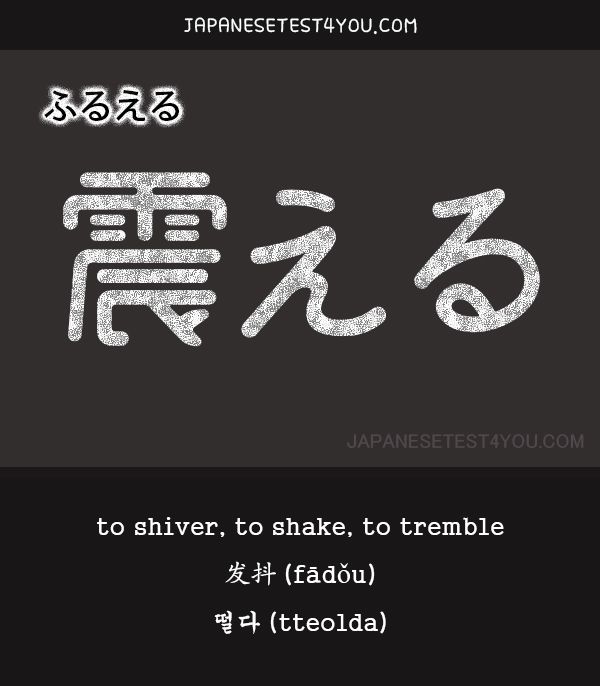 JAPANESETEST4YOU.COM
ふるえる
震える
JAPANESETEST4YOU.COM
to shiver, to shake, to tremble
发抖 (fādǒu)
떨다 (tteolda)